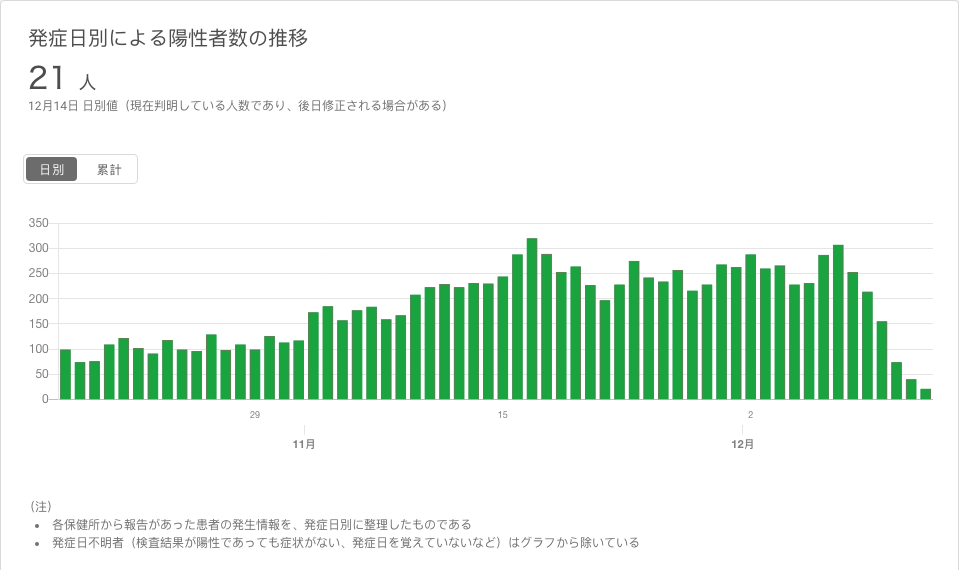 発症日別による陽性者数の推移
21 人
12月14日 日別値（現在判明している人数であり、後日修正される場合がある）
日別 累計
350
300
250
200
150
100
50
0
29 15 2
11月 12月
（注）
• 各保健所から報告があった患者の発生情報を、発症日別に整理したものである
• 発症日不明者（検査結果が陽性であっても症状がない、発症日を覚えていないなど）はグラフから除いている